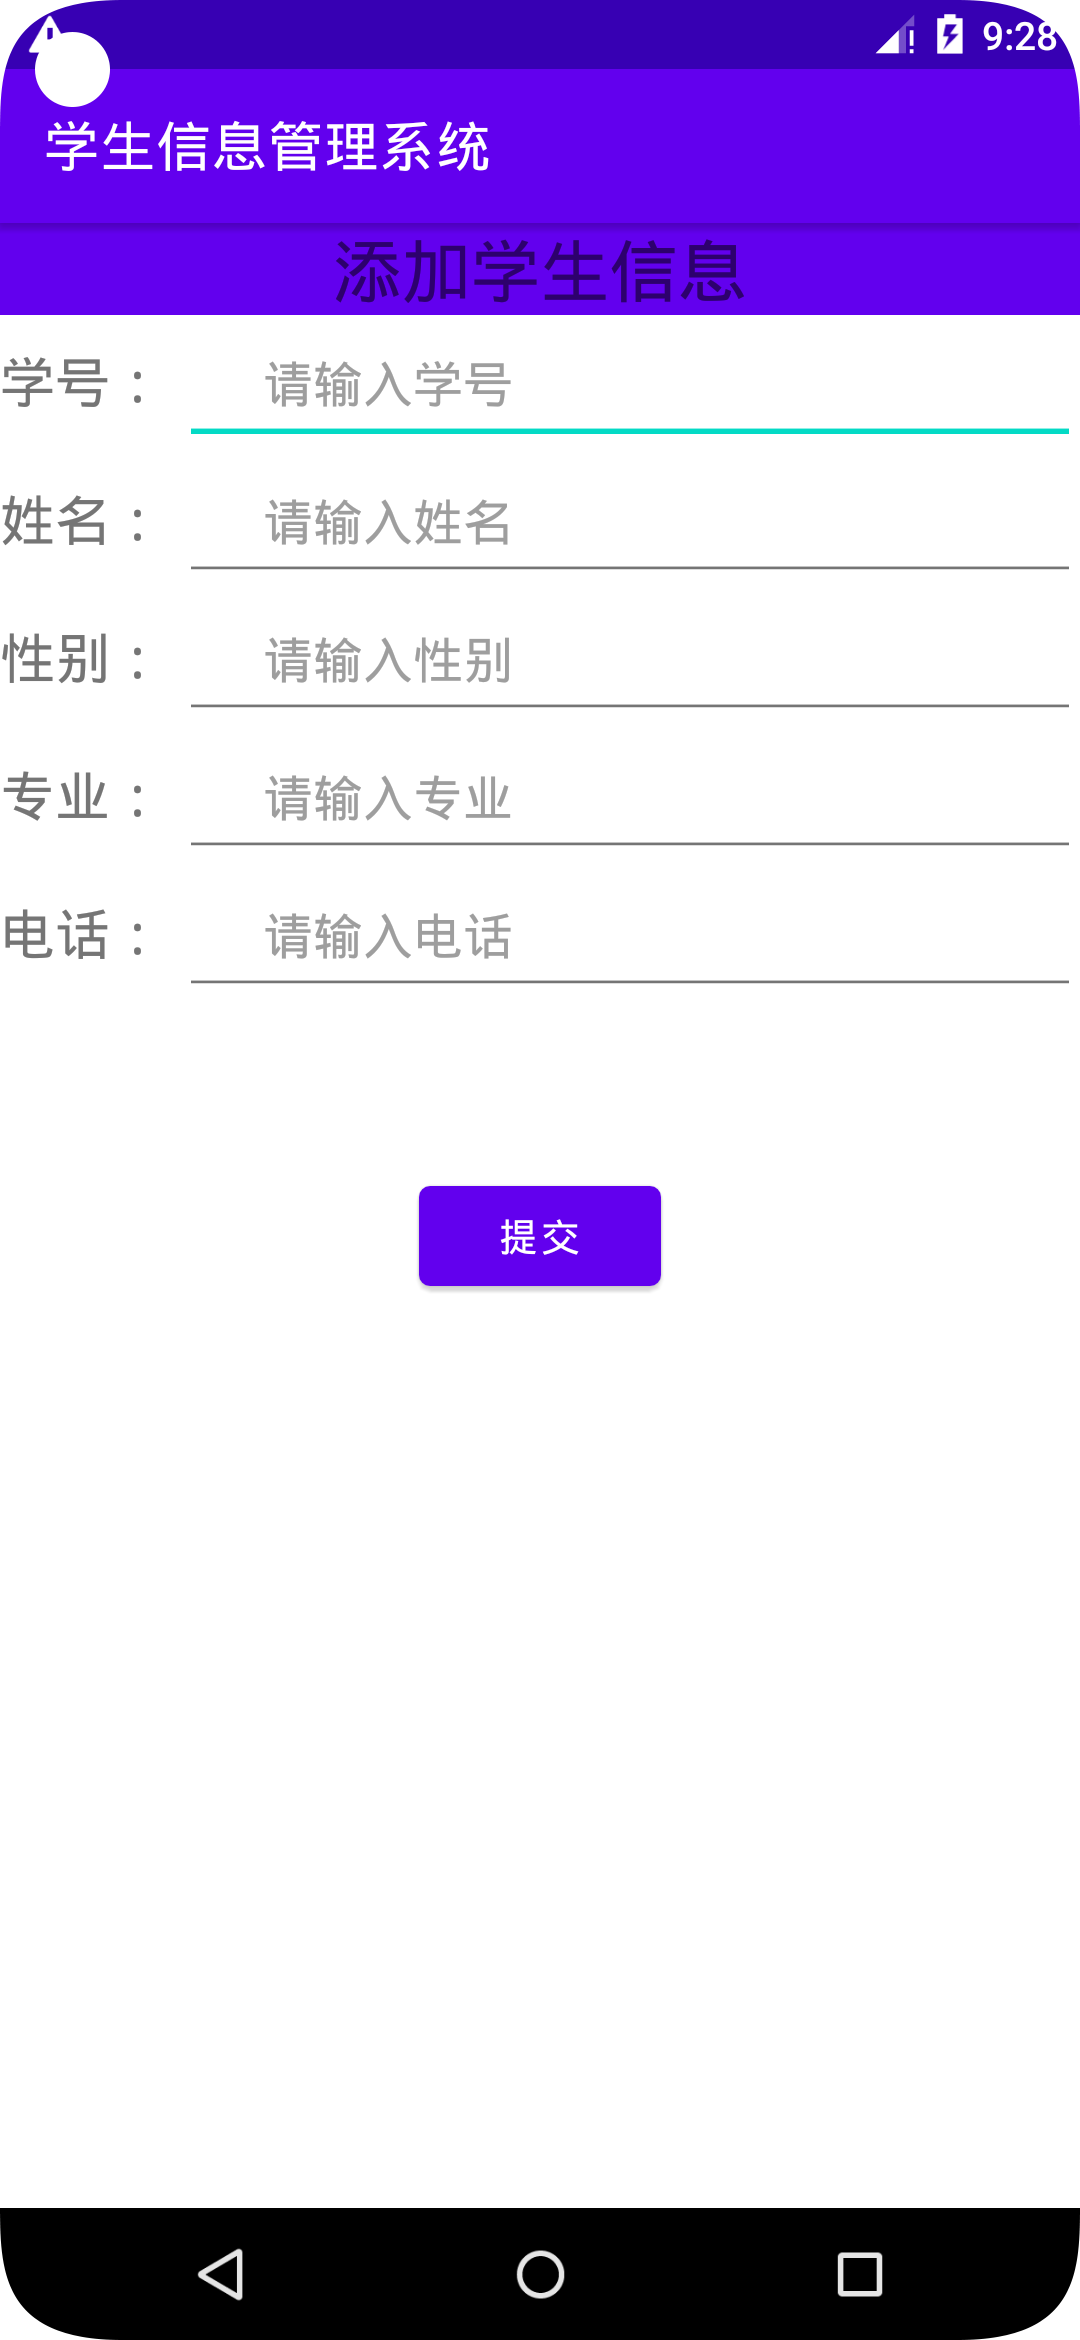 9:28
学生信息管理系统
添加学生信息
学号： 请输入学号
姓名： 请输入姓名
性别： 请输入性别
专业： 请输入专业
电话： 请输入电话
提交